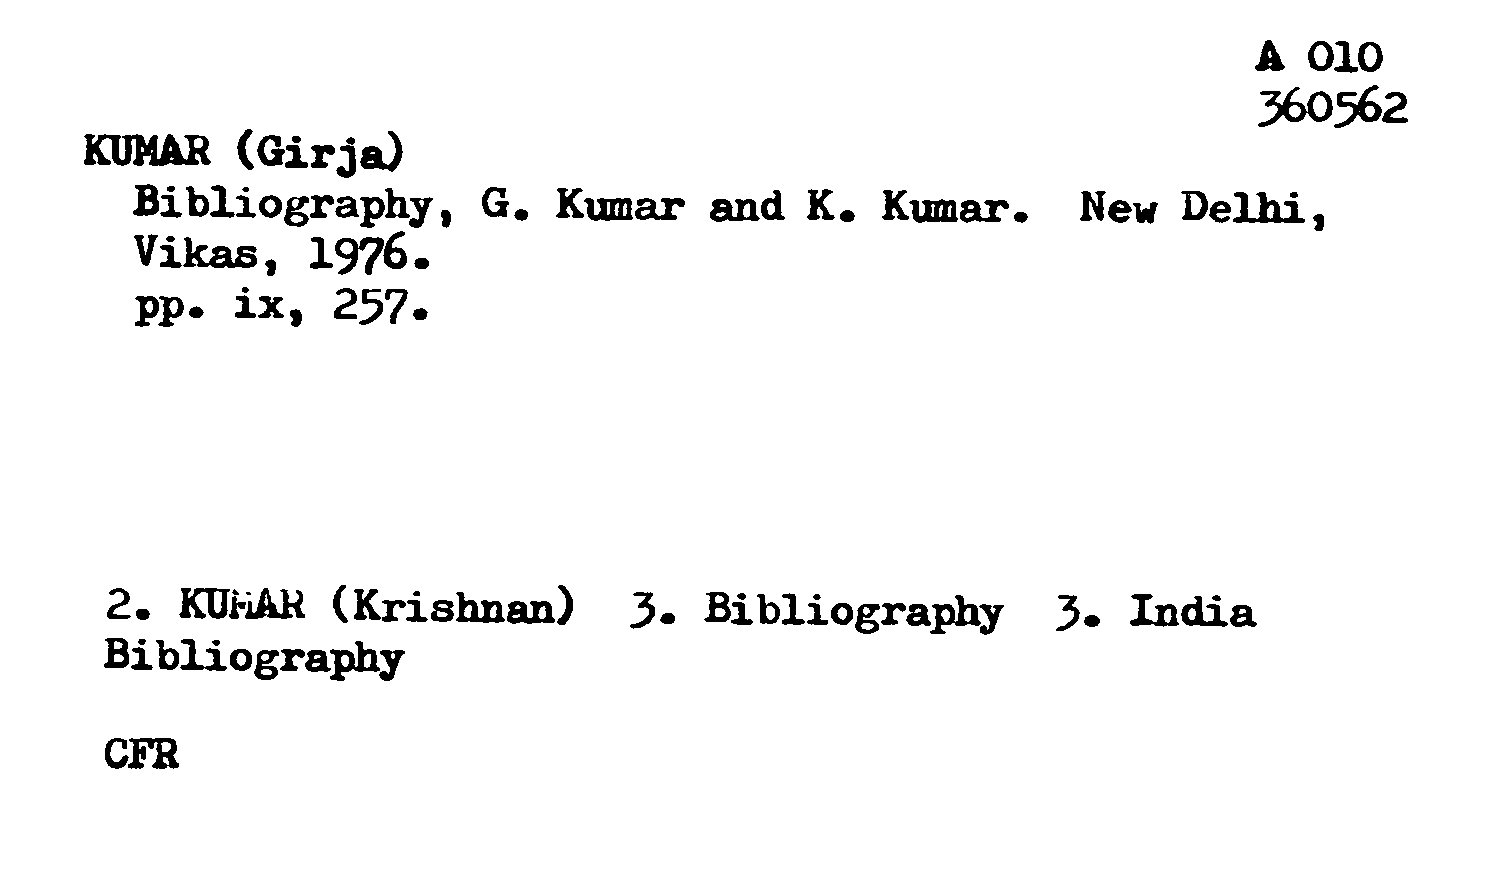 A 010
360562
KUMAR (Girja)
Bibliography, G. Kumar and K. Kumar. New Delhi,
Vikas, 1976.
pp. ix, 257.
2. KUMAR (Krishnan) 3. Bibliography 3. India
Bibliography
CFR